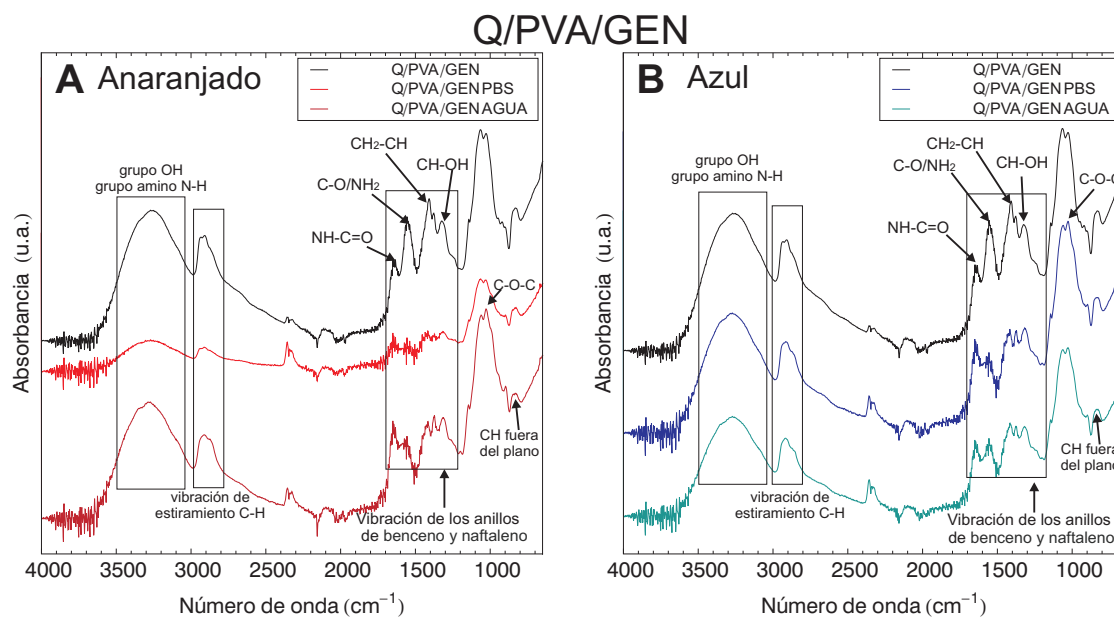 Q/PVA/GEN
A Anaranjado
Q/PVA/GEN
Q/PVA/GEN PBS
Q/PVA/GEN AGUA
grupo OH
grupo amino N-H
CH₂-CH
C-O/NH₂
CH-OH
NH-C=O
C-O-C
CH fuera
del plano
vibración de
estiramiento C-H
Vibración de los anillos
de benceno y naftaleno
Absorbancia (u.a.)
4000 3500 3000 2500 2000 1500 1000
Número de onda (cm⁻¹)
B Azul
Q/PVA/GEN
Q/PVA/GEN PBS
Q/PVA/GEN AGUA
grupo OH
grupo amino N-H
CH₂-CH
C-O/NH₂
CH-OH
C-O-C
NH-C=O
CH fuera
del plano
vibración de
estiramiento C-H
Vibración de los anillos
de benceno y naftaleno
Absorbancia (u.a.)
4000 3500 3000 2500 2000 1500 1000
Número de onda (cm⁻¹)